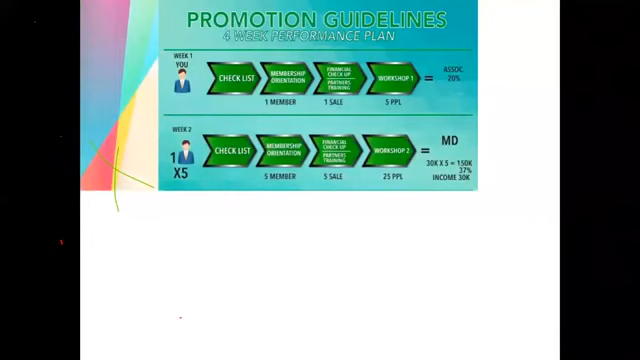 PROMOTION GUIDELINES
4 WEEK PERFORMANCE PLAN
WEEK 1
YOU
CHECK LIST
MEMBERSHIP
ORIENTATION
FINANCIAL
CHECK UP
PARTNERS
TRAINING
WORKSHOP 1
=
ASSOC.
20%
1 MEMBER
1 SALE
5 PPL
WEEK 2
1
X5
CHECK LIST
MEMBERSHIP
ORIENTATION
FINANCIAL
CHECK UP
PARTNERS
TRAINING
WORKSHOP 2
=
MD
30K X 5 = 150K
37%
INCOME 30K
5 MEMBER
5 SALE
25 PPL